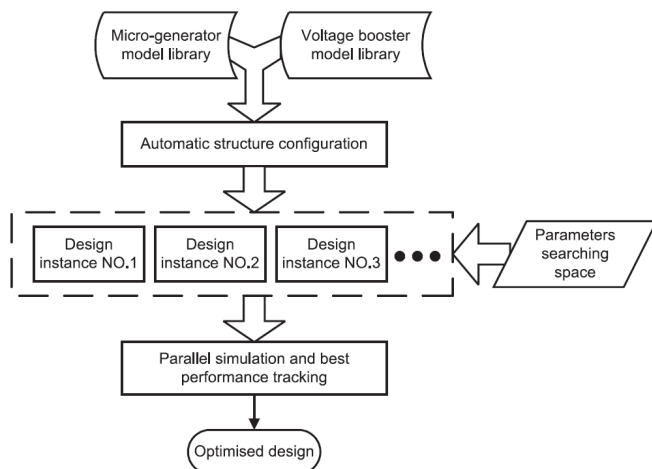 Micro-generator
model library
Voltage booster
model library
Automatic structure configuration
Design
instance NO.1
Design
instance NO.2
Design
instance NO.3
Parameters
searching
space
Parallel simulation and best
performance tracking
Optimised design